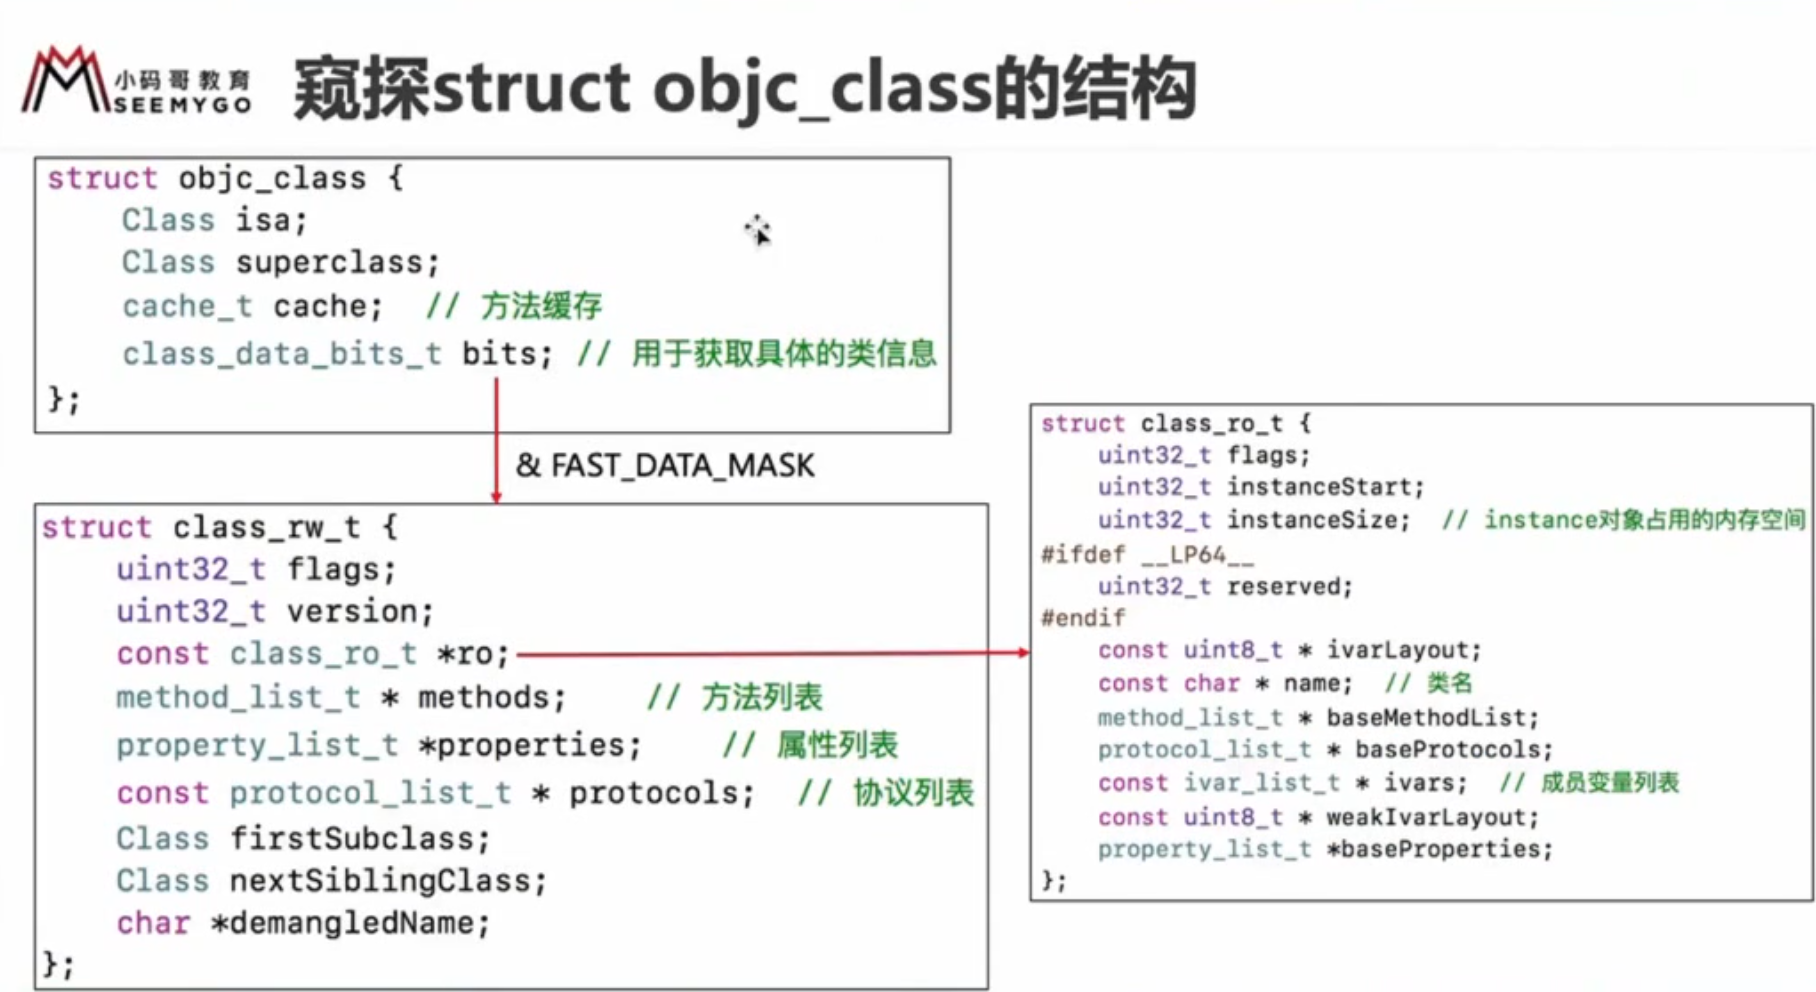 小码哥教育
SEEMYGO
窥探struct objc_class的结构
struct objc_class {
Class isa;
Class superclass;
cache_t cache; // 方法缓存
class_data_bits_t bits; // 用于获取具体的类信息
};
& FAST_DATA_MASK
struct class_rw_t {
uint32_t flags;
uint32_t version;
const class_ro_t *ro;
method_list_t * methods; // 方法列表
property_list_t *properties; // 属性列表
const protocol_list_t * protocols; // 协议列表
Class firstSubclass;
Class nextSiblingClass;
char *demangledName;
};
struct class_ro_t {
uint32_t flags;
uint32_t instanceStart;
uint32_t instanceSize; // instance对象占用的内存空间
#ifdef __LP64__
uint32_t reserved;
#endif
const uint8_t * ivarLayout;
const char * name; // 类名
method_list_t * baseMethodList;
protocol_list_t * baseProtocols;
const ivar_list_t * ivars; // 成员变量列表
const uint8_t * weakIvarLayout;
property_list_t *baseProperties;
};